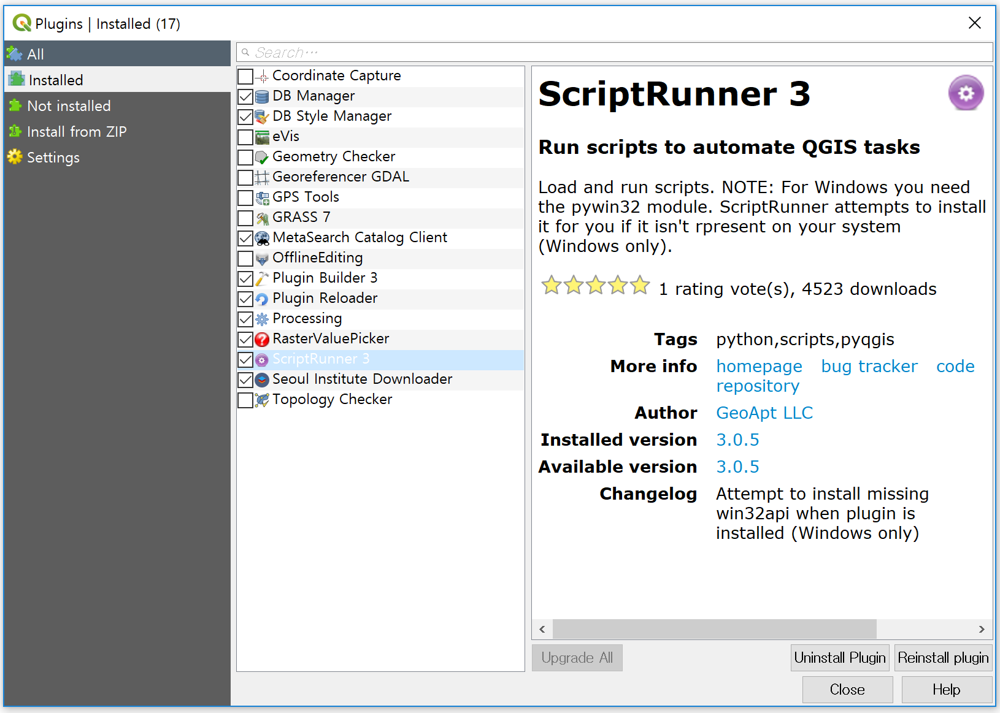 Plugins | Installed (17)
All
Installed
Not installed
Install from ZIP
Settings
Search…
Coordinate Capture
DB Manager
DB Style Manager
eVis
Geometry Checker
Georeferencer GDAL
GPS Tools
GRASS 7
MetaSearch Catalog Client
OfflineEditing
Plugin Builder 3
Plugin Reloader
Processing
RasterValuePicker
ScriptRunner 3
Seoul Institute Downloader
Topology Checker
ScriptRunner 3
Run scripts to automate QGIS tasks
Load and run scripts. NOTE: For Windows you need
the pywin32 module. ScriptRunner attempts to install
it for you if it isn't rpresent on your system
(Windows only).
1 rating vote(s), 4523 downloads
Tags python,scripts,pyqgis
More info homepage bug tracker code
repository
Author GeoApt LLC
Installed version 3.0.5
Available version 3.0.5
Changelog Attempt to install missing
win32api when plugin is
installed (Windows only)
Upgrade All
Uninstall Plugin
Reinstall plugin
Close
Help